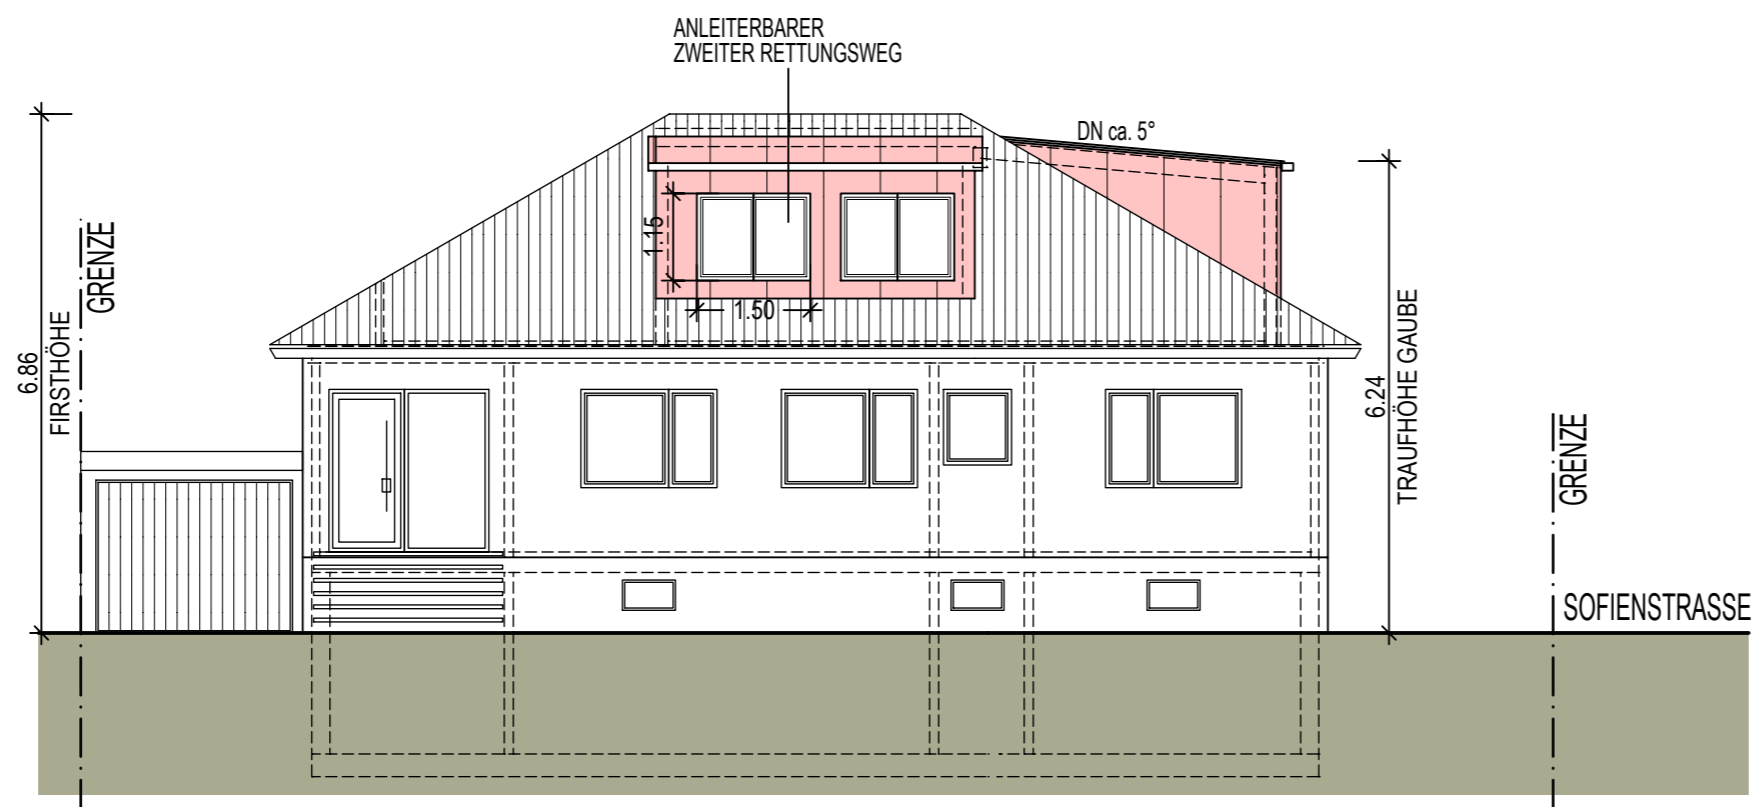 ANLEITERBARER
ZWEITER RETTUNGSWEG
DN ca. 5°
1.15
1.50
6.86
FIRSTHÖHE
GRENZE
6.24
TRAUFHÖHE GAUBE
GRENZE
SOFIENSTRASSE